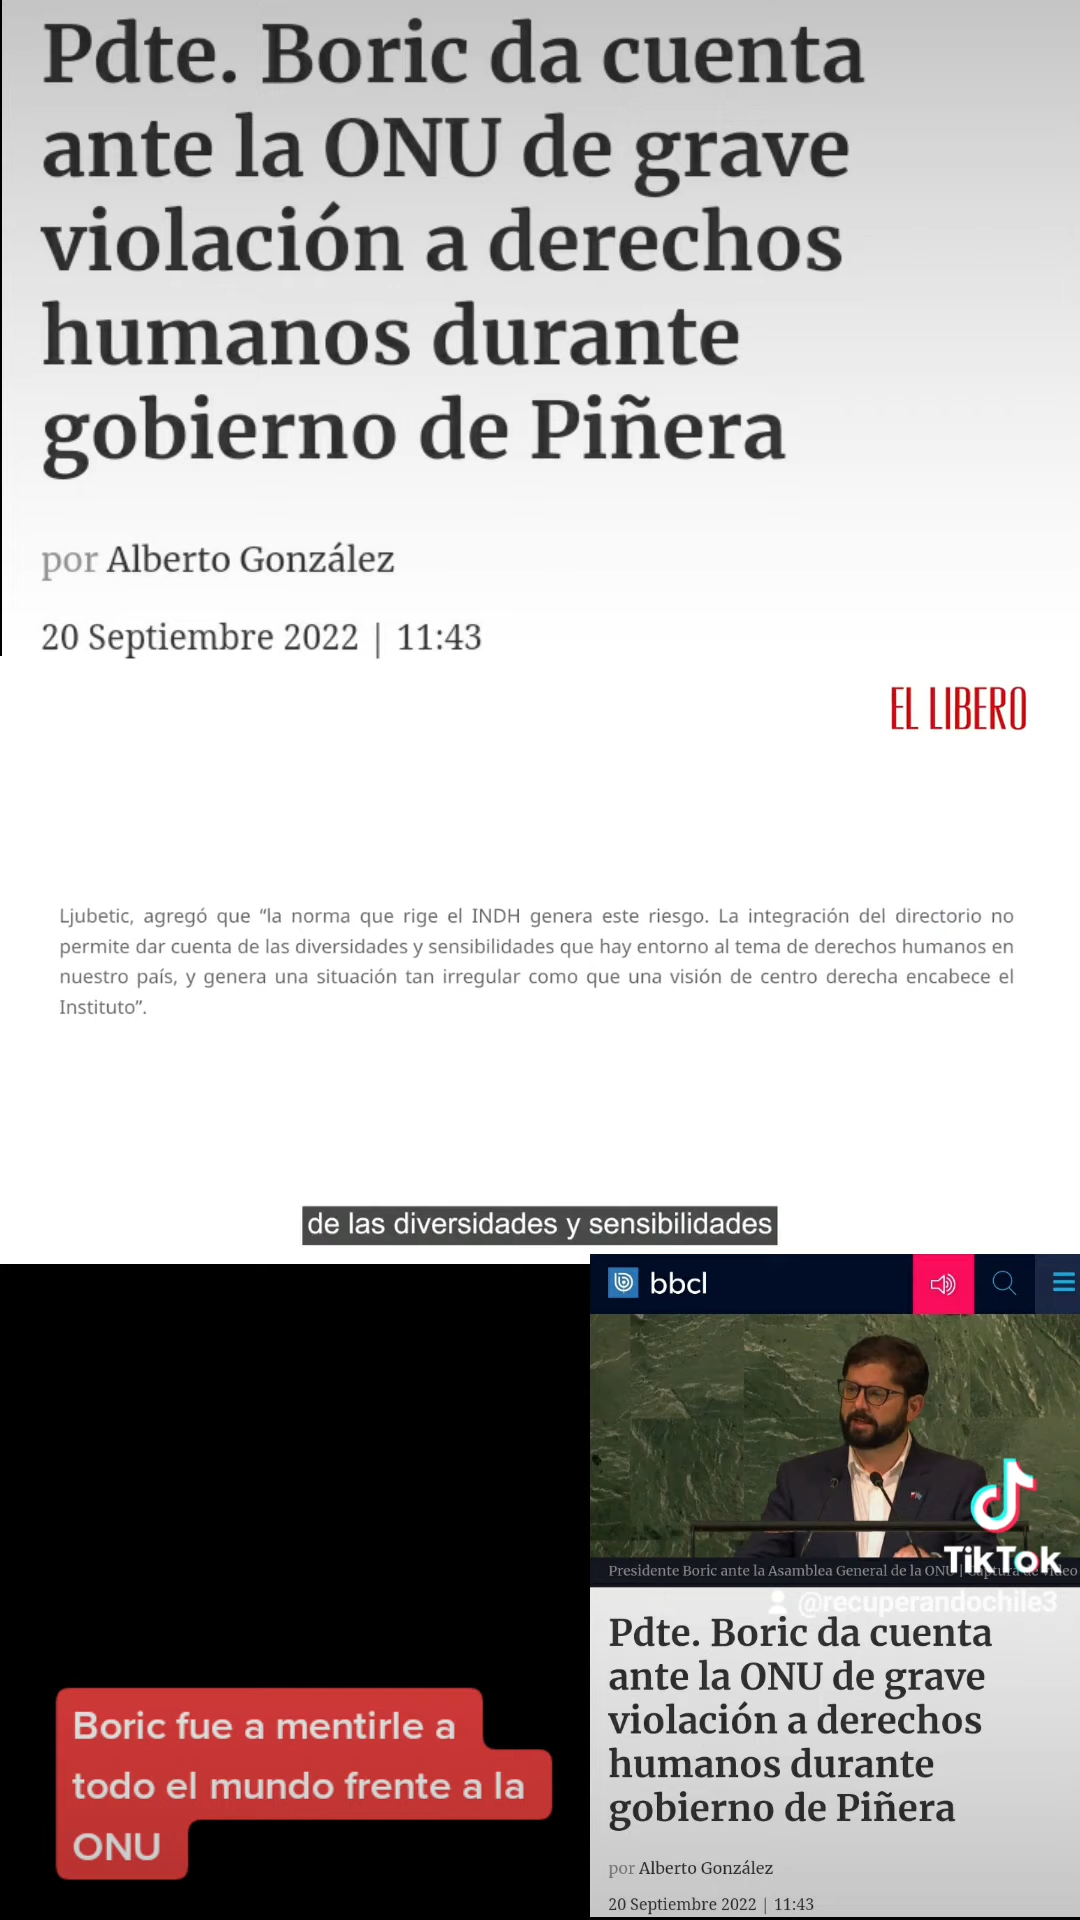 Pdte. Boric da cuenta
ante la ONU de grave
violación a derechos
humanos durante
gobierno de Piñera
por Alberto González
20 Septiembre 2022 | 11:43
EL LIBERO
Ljubetic, agregó que “la norma que rige el INDH genera este riesgo. La integración del directorio no
permite dar cuenta de las diversidades y sensibilidades que hay entorno al tema de derechos humanos en
nuestro país, y genera una situación tan irregular como que una visión de centro derecha encabece el
Instituto”.
de las diversidades y sensibilidades
bbcl
TikTok
Presidente Boric ante la Asamblea General de la ONU | Captura de Video
@recuperandochile3
Pdte. Boric da cuenta
ante la ONU de grave
violación a derechos
humanos durante
gobierno de Piñera
por Alberto González
20 Septiembre 2022 | 11:43
Boric fue a mentirle a
todo el mundo frente a la
ONU